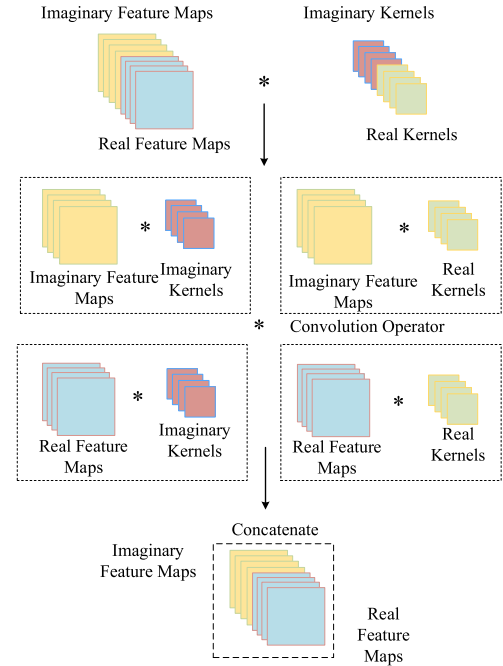 Imaginary Feature Maps
Imaginary Kernels
*
Real Feature Maps
Real Kernels
*
Imaginary Feature
Maps
Imaginary
Kernels
*
Imaginary Feature
Maps
Real
Kernels
* Convolution Operator
*
Real Feature
Maps
Imaginary
Kernels
*
Real Feature
Maps
Real
Kernels
Concatenate
Imaginary
Feature Maps
Real
Feature
Maps